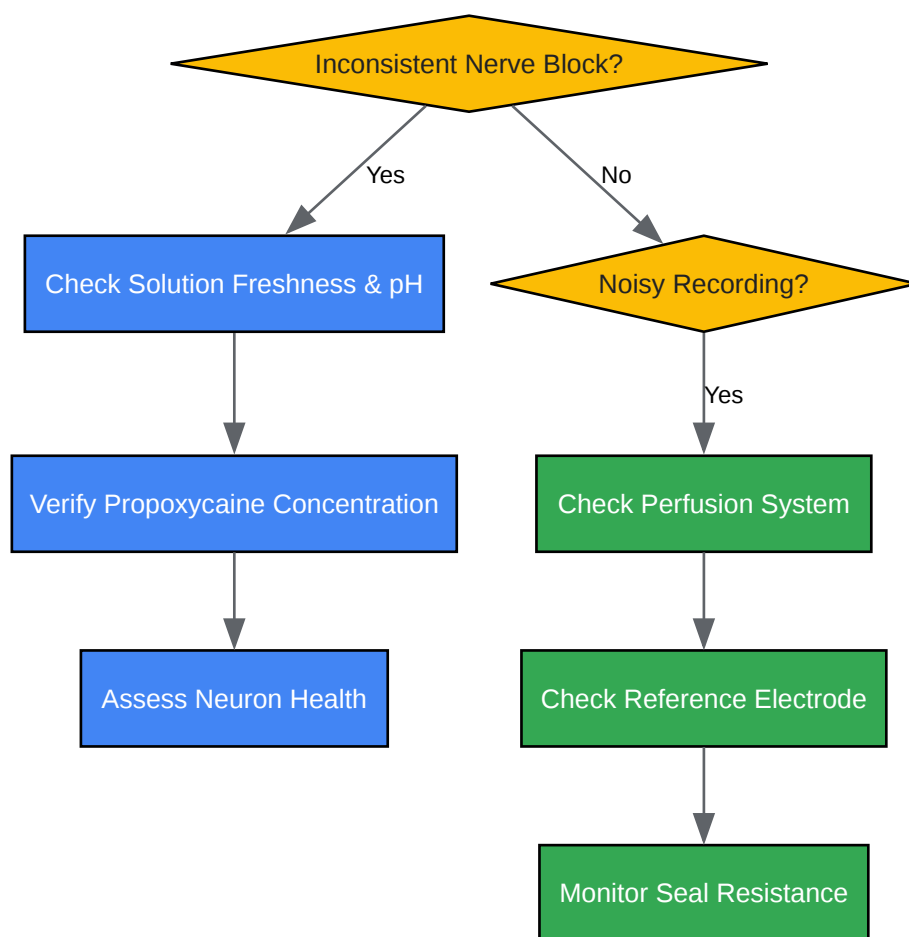 Inconsistent Nerve Block?
Yes
No
Check Solution Freshness & pH
Noisy Recording?
Yes
Verify Propoxycaine Concentration
Check Perfusion System
Assess Neuron Health
Check Reference Electrode
Monitor Seal Resistance